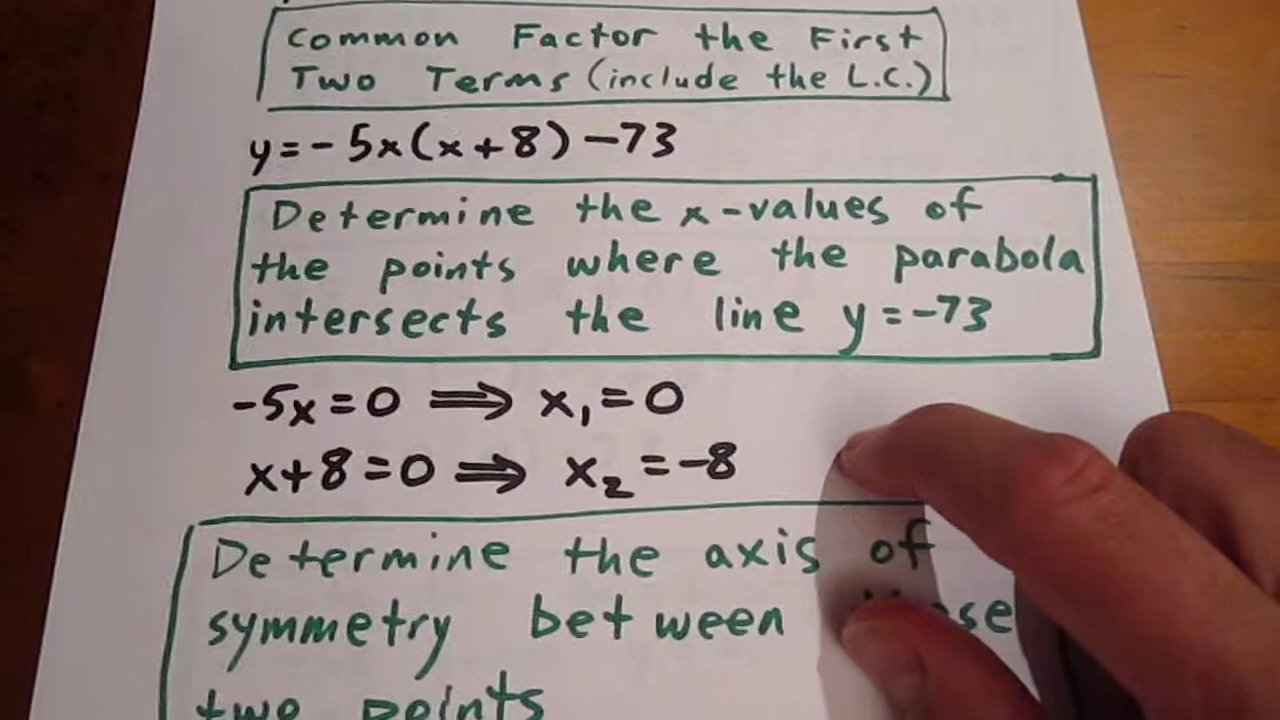 Common Factor the First
Two Terms (include the L.C.)
y=-5x(x+8)-73
Determine the x-values of
the points where the parabola
intersects the line y=-73
-5x=0 ⟹ x₁=0
x+8=0 ⟹ x₂=-8
Determine the axis of
symmetry between
two points